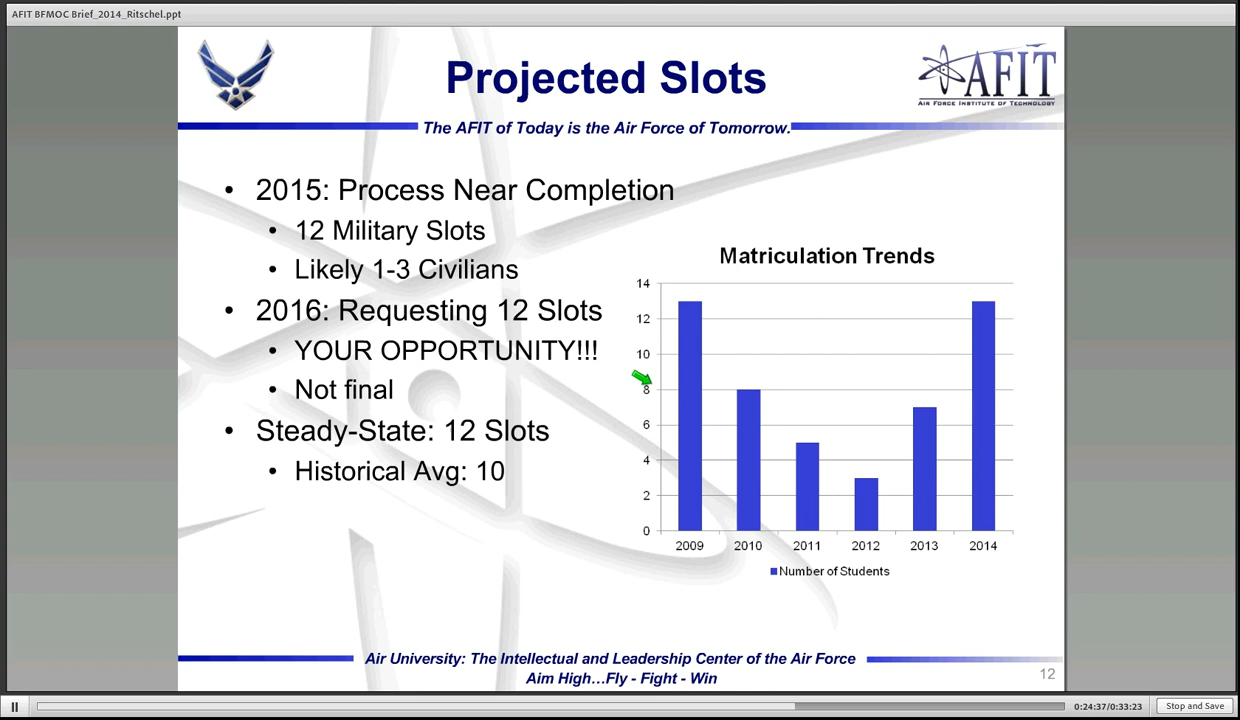 AFIT BFMOC Brief_2014_Ritschel.ppt
Projected Slots
AFIT
AIR FORCE INSTITUTE OF TECHNOLOGY
The AFIT of Today is the Air Force of Tomorrow.
• 2015: Process Near Completion
• 12 Military Slots
• Likely 1-3 Civilians
• 2016: Requesting 12 Slots
• YOUR OPPORTUNITY!!!
• Not final
• Steady-State: 12 Slots
• Historical Avg: 10
Matriculation Trends
14
12
10
8
6
4
2
0
2009 2010 2011 2012 2013 2014
Number of Students
Air University: The Intellectual and Leadership Center of the Air Force
Aim High…Fly - Fight - Win
12
0:24:37/0:33:23
Stop and Save